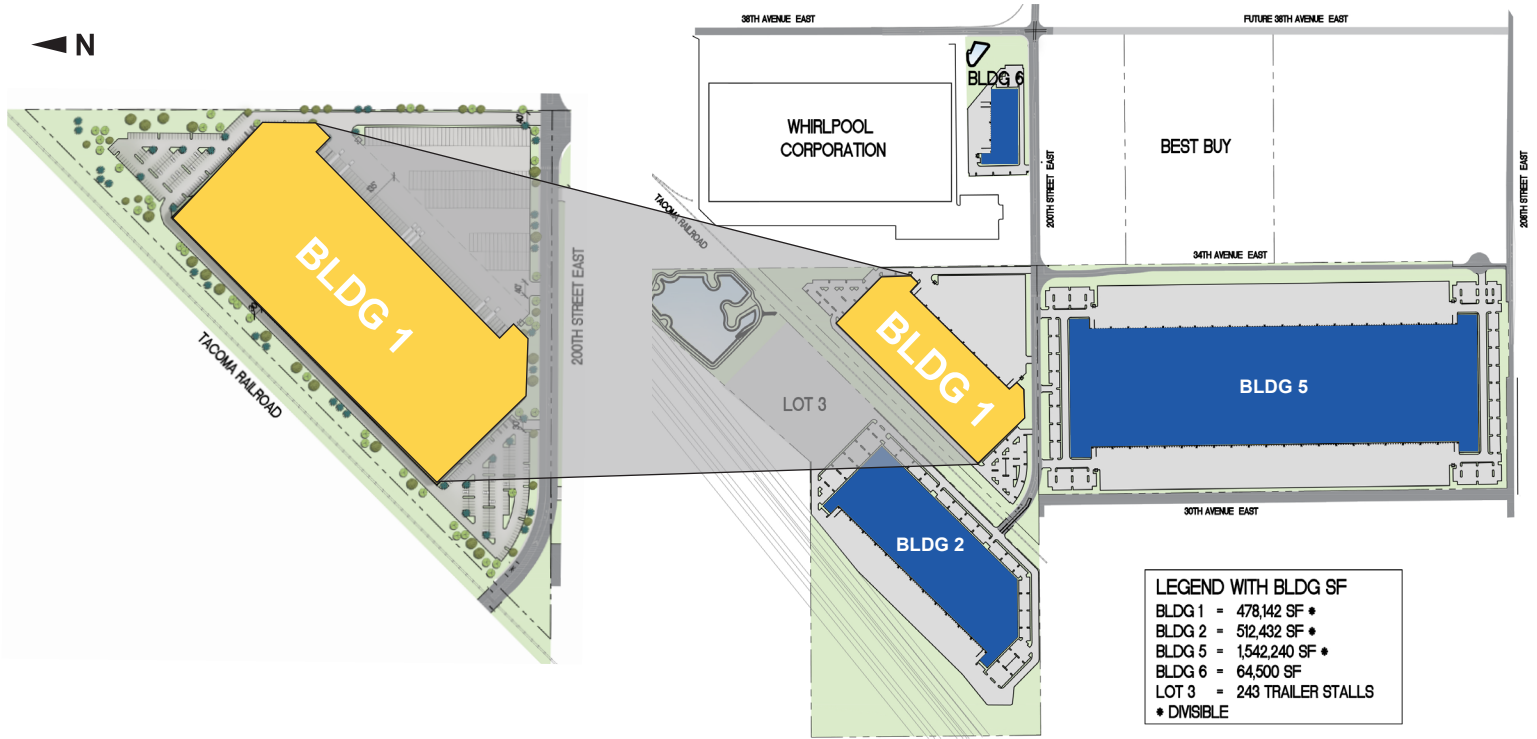 N
38TH AVENUE EAST
FUTURE 38TH AVENUE EAST
BLDG 6
WHIRLPOOL
CORPORATION
BEST BUY
200TH STREET EAST
208TH STREET EAST
TACOMA RAILROAD
34TH AVENUE EAST
BLDG 1
200TH STREET EAST
TACOMA RAILROAD
BLDG 1
LOT 3
BLDG 5
30TH AVENUE EAST
BLDG 2
LEGEND WITH BLDG SF
BLDG 1 = 478,142 SF *
BLDG 2 = 512,432 SF *
BLDG 5 = 1,542,240 SF *
BLDG 6 = 64,500 SF
LOT 3 = 243 TRAILER STALLS
* DIVISIBLE